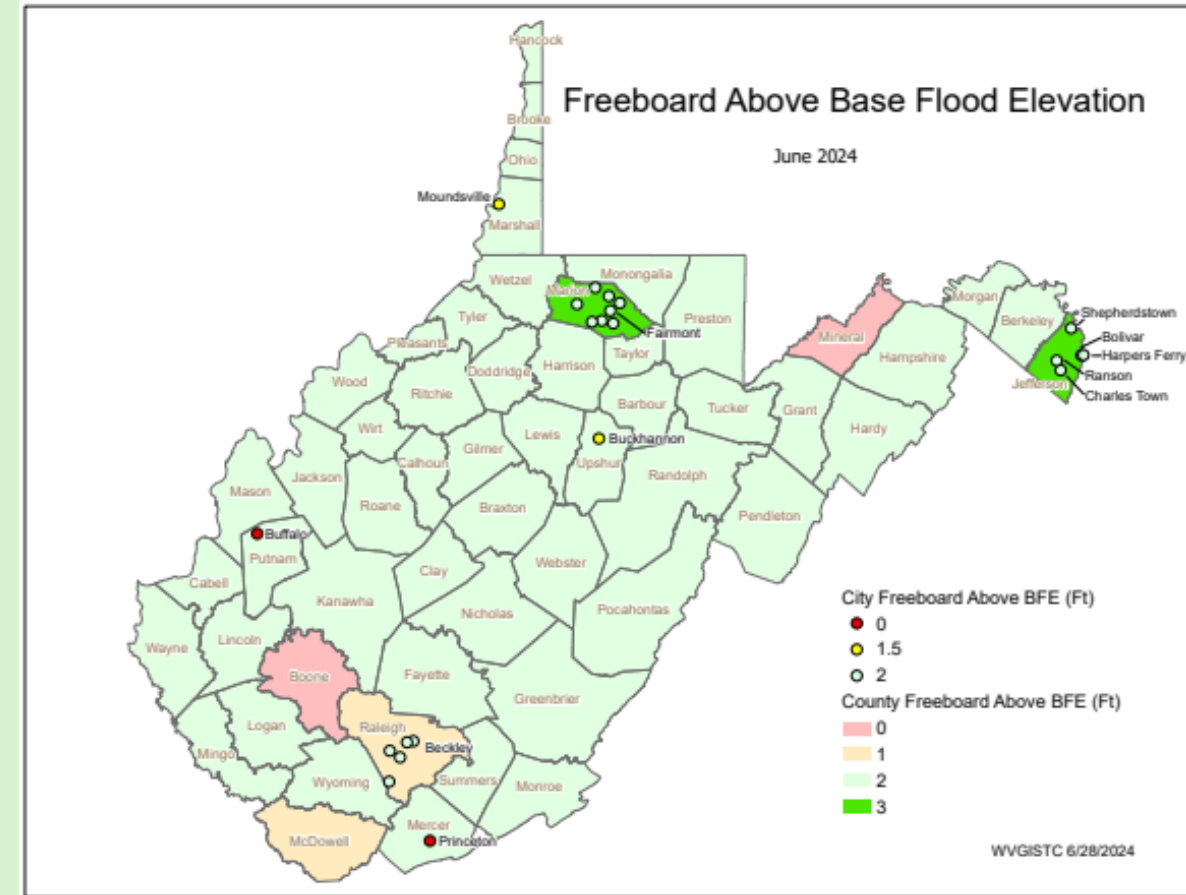 Hancock
Freeboard Above Base Flood Elevation
Brooke
June 2024
Ohio
Moundsville
Marshall
Wetzel
Monongalia
Marion
Morgan
Berkeley
Shepherdstown
Tyler
Fairmont
Preston
Bolivar
Pleasants
Mineral
Harpers Ferry
Taylor
Hampshire
Doddridge
Harrison
Ranson
Wood
Jefferson
Ritchie
Charles Town
Barbour
Tucker
Grant
Wirt
Hardy
Lewis
Buckhannon
Gilmer
Calhoun
Upshur
Jackson
Randolph
Mason
Roane
Braxton
Pendleton
Buffalo
Putnam
Webster
Clay
Cabell
Kanawha
City Freeboard Above BFE (Ft)
Nicholas
Pocahontas
0
Lincoln
Wayne
1.5
Boone
Fayette
2
Greenbrier
County Freeboard Above BFE (Ft)
Logan
Raleigh
0
Beckley
Mingo
1
Wyoming
Summers
2
Monroe
3
Mercer
McDowell
Princeton
WVGISTC 6/28/2024